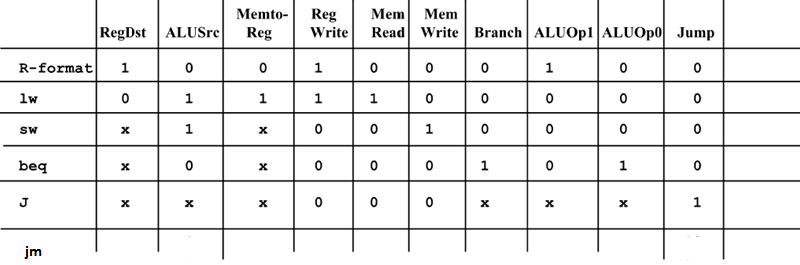 RegDst ALUSrc Memto-Reg Reg Write Mem Read Mem Write Branch ALUOp1 ALUOp0 Jump
R-format 1 0 0 1 0 0 0 1 0 0
lw 0 1 1 1 1 0 0 0 0 0
sw x 1 x 0 0 1 0 0 0 0
beq x 0 x 0 0 0 1 0 1 0
J x x x 0 0 0 x x x 1
jm